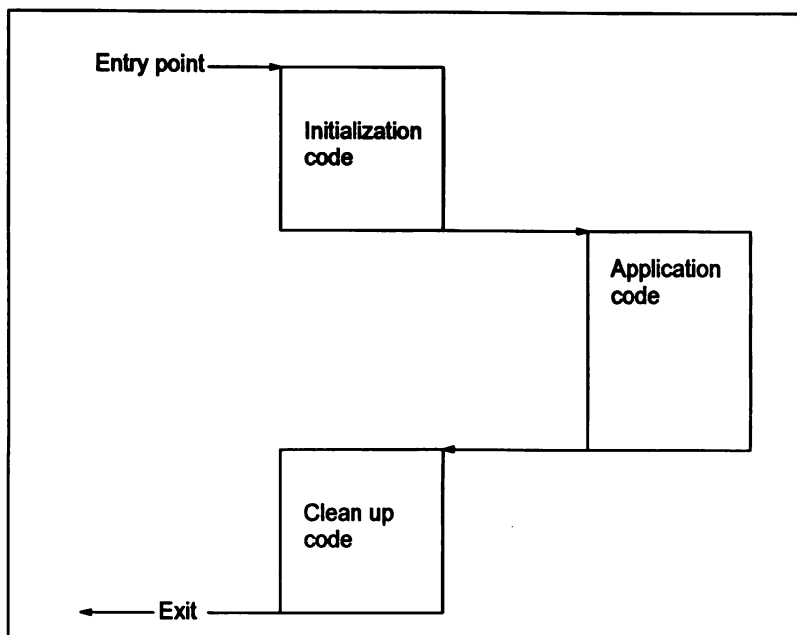 Entry point
Initialization
code
Application
code
Clean up
code
Exit